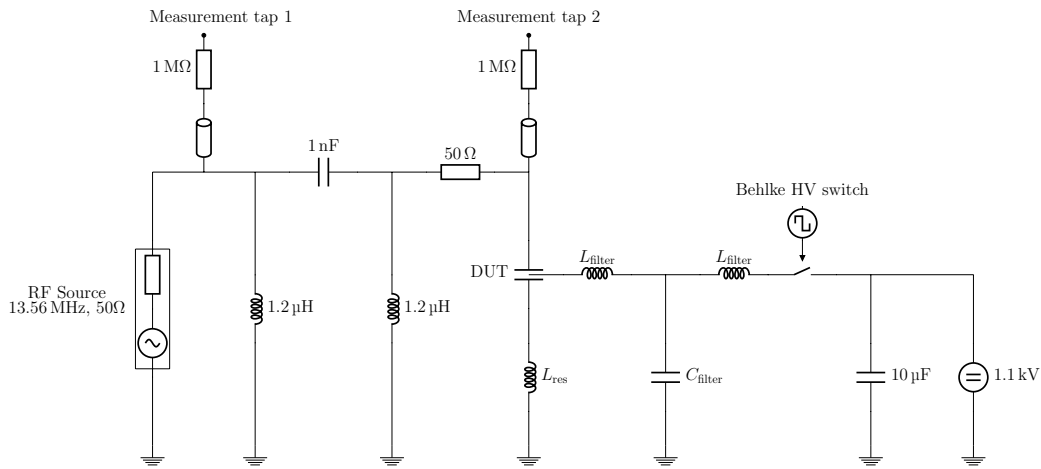 Measurement tap 1
Measurement tap 2
1 MΩ
1 MΩ
1 nF
50 Ω
Behlke HV switch
DUT
L_filter
L_filter
RF Source
13.56 MHz, 50Ω
1.2 µH
1.2 µH
L_res
C_filter
10 µF
1.1 kV